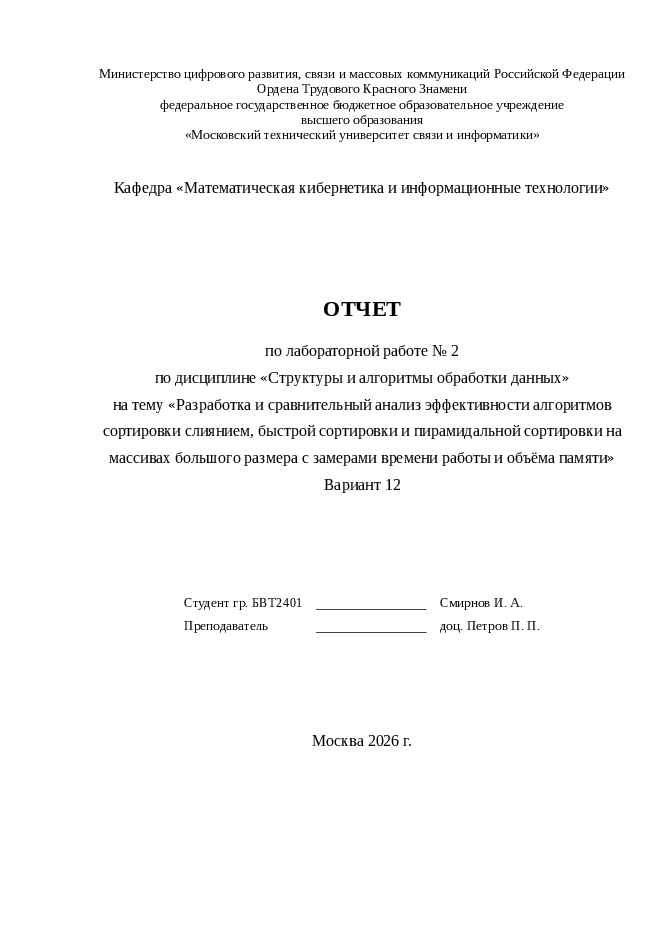 Министерство цифрового развития, связи и массовых коммуникаций Российской Федерации
Ордена Трудового Красного Знамени
федеральное государственное бюджетное образовательное учреждение
высшего образования
«Московский технический университет связи и информатики»
Кафедра «Математическая кибернетика и информационные технологии»
ОТЧЕТ
по лабораторной работе № 2
по дисциплине «Структуры и алгоритмы обработки данных»
на тему «Разработка и сравнительный анализ эффективности алгоритмов
сортировки слиянием, быстрой сортировки и пирамидальной сортировки на
массивах большого размера с замерами времени работы и объёма памяти»
Вариант 12
Студент гр. БВТ2401 _________________ Смирнов И. А.
Преподаватель _________________ доц. Петров П. П.
Москва 2026 г.